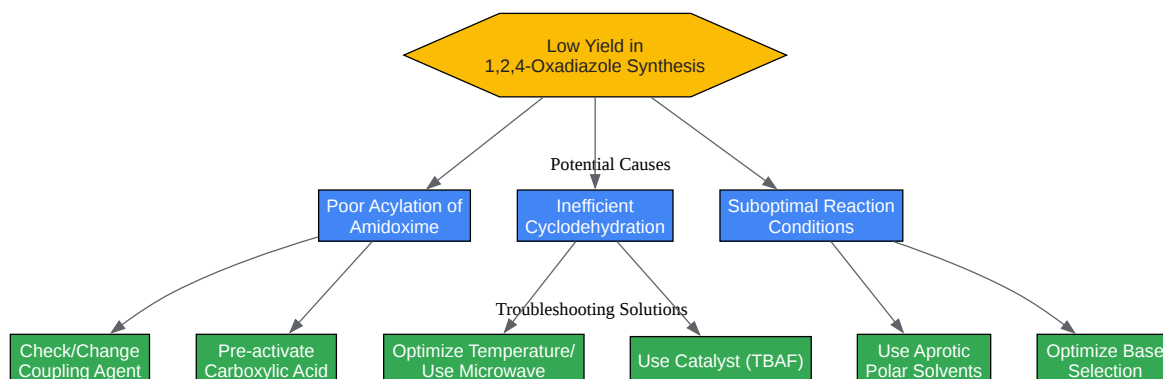 Low Yield in
1,2,4-Oxadiazole Synthesis
Potential Causes
Poor Acylation of
Amidoxime
Inefficient
Cyclodehydration
Suboptimal Reaction
Conditions
Troubleshooting Solutions
Check/Change
Coupling Agent
Pre-activate
Carboxylic Acid
Optimize Temperature/
Use Microwave
Use Catalyst (TBAF)
Use Aprotic
Polar Solvents
Optimize Base
Selection